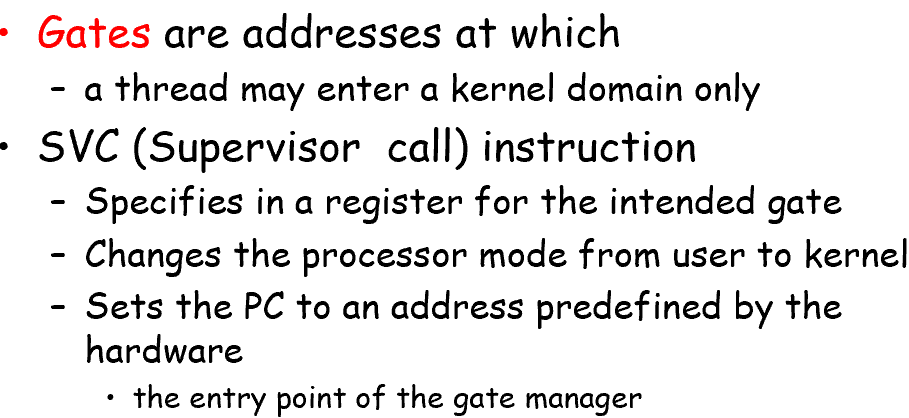 • Gates are addresses at which
– a thread may enter a kernel domain only
• SVC (Supervisor call) instruction
– Specifies in a register for the intended gate
– Changes the processor mode from user to kernel
– Sets the PC to an address predefined by the
hardware
• the entry point of the gate manager